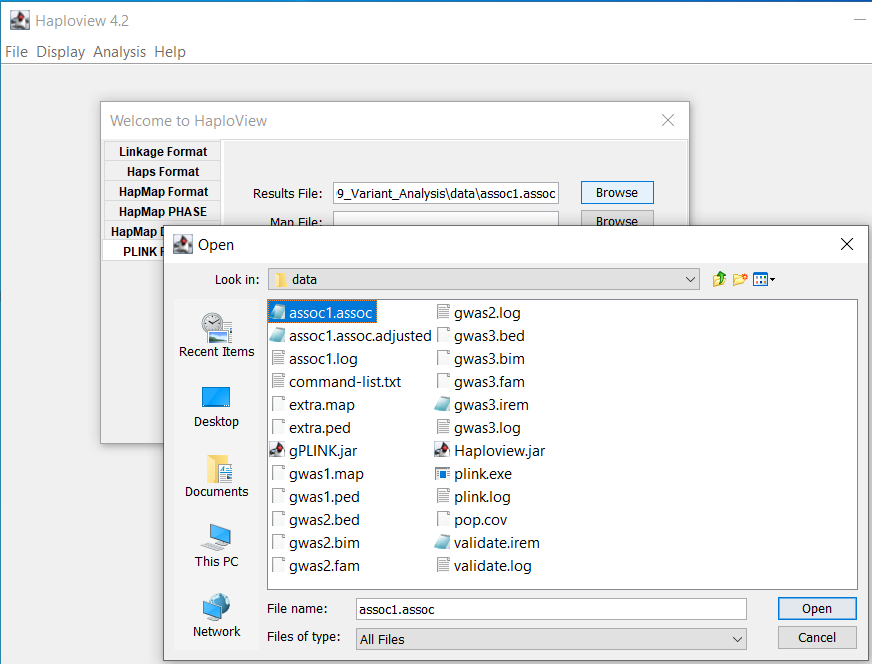 Haploview 4.2
File Display Analysis Help
Welcome to HaploView
Linkage Format
Haps Format
HapMap Format
HapMap PHASE
HapMap
PLINK
Results File: 9_Variant_Analysis\data\assoc1.assoc Browse
Map File: Browse
Open
Look in: data
Recent Items
Desktop
Documents
This PC
Network
assoc1.assoc
assoc1.assoc.adjusted
assoc1.log
command-list.txt
extra.map
extra.ped
gPLINK.jar
gwas1.map
gwas1.ped
gwas2.bed
gwas2.bim
gwas2.fam
gwas2.log
gwas3.bed
gwas3.bim
gwas3.fam
gwas3.irem
gwas3.log
Haploview.jar
plink.exe
plink.log
pop.cov
validate.irem
validate.log
File name: assoc1.assoc Open
Files of type: All Files Cancel